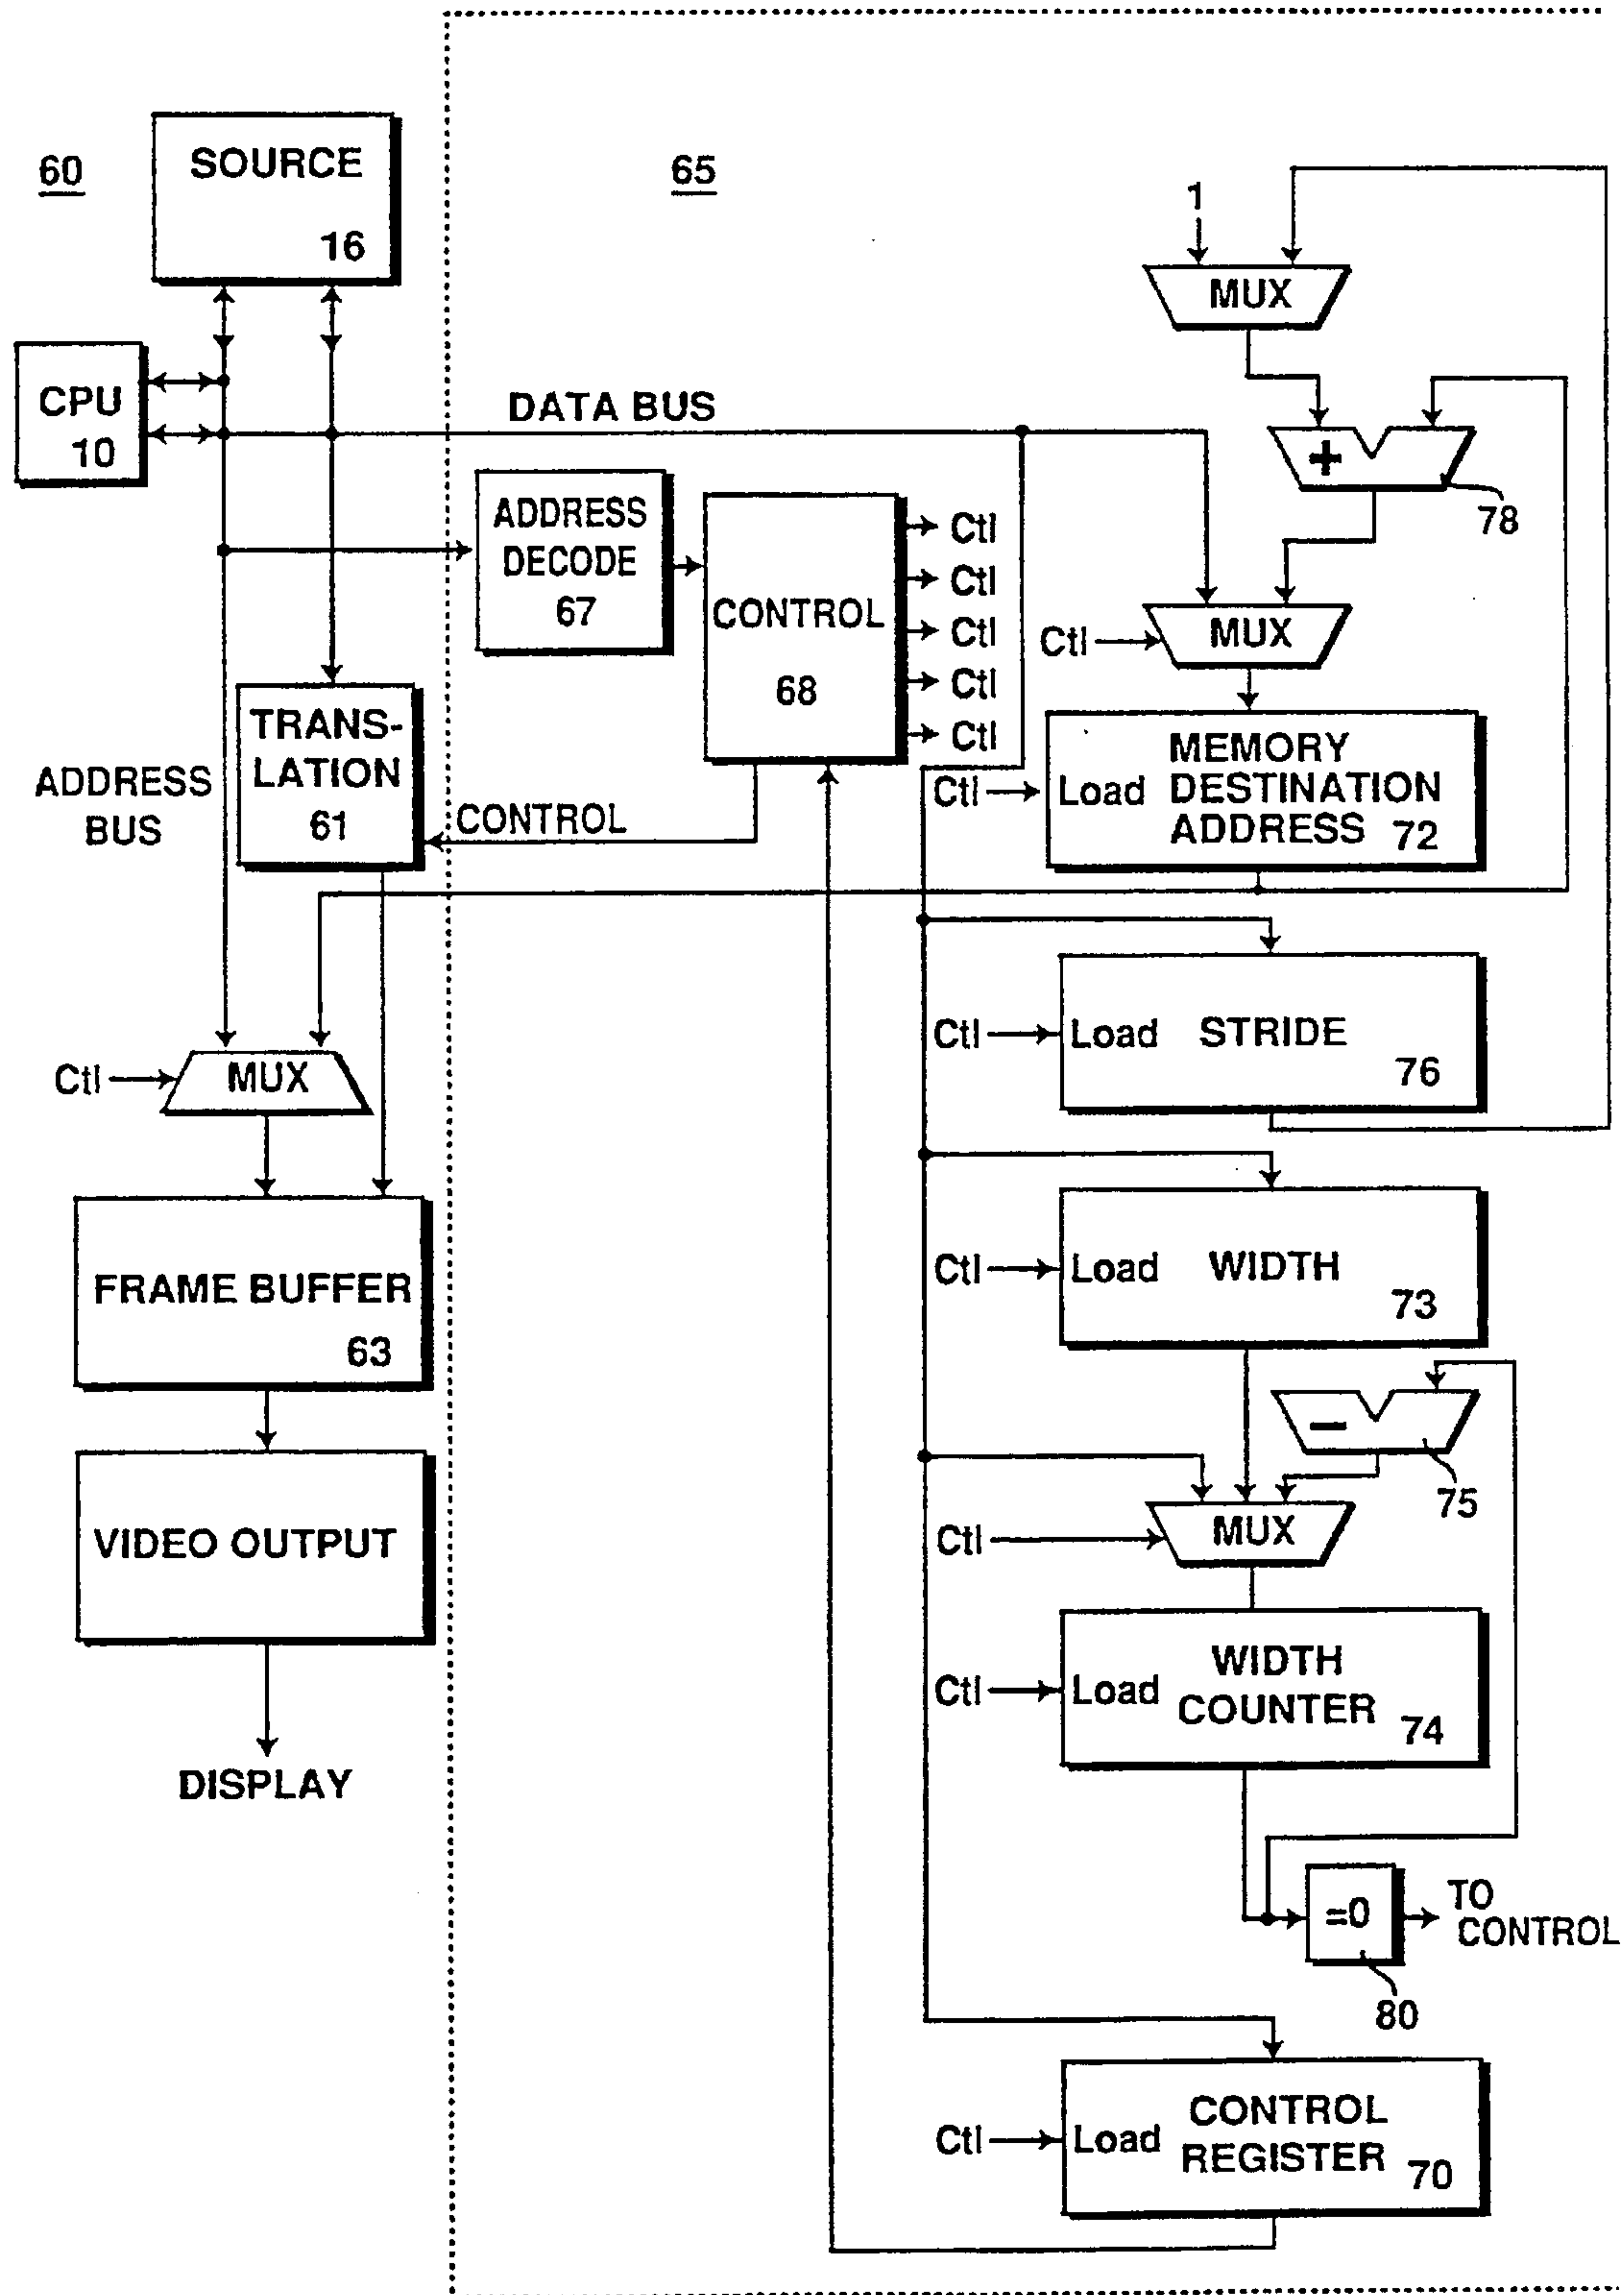 60
SOURCE
16
65
1
MUX
CPU
10
DATA BUS
+
78
ADDRESS
DECODE
67
CONTROL
68
Ctl
Ctl
Ctl
Ctl
Ctl
Ctl
MUX
TRANS-
LATION
61
ADDRESS
BUS
CONTROL
Ctl
Load
MEMORY
DESTINATION
ADDRESS 72
Ctl
Load STRIDE
76
Ctl
MUX
Ctl
Load WIDTH
73
FRAME BUFFER
63
−
75
Ctl
MUX
VIDEO OUTPUT
Ctl
Load
WIDTH
COUNTER
74
DISPLAY
=0
TO
CONTROL
80
Ctl
Load
CONTROL
REGISTER
70